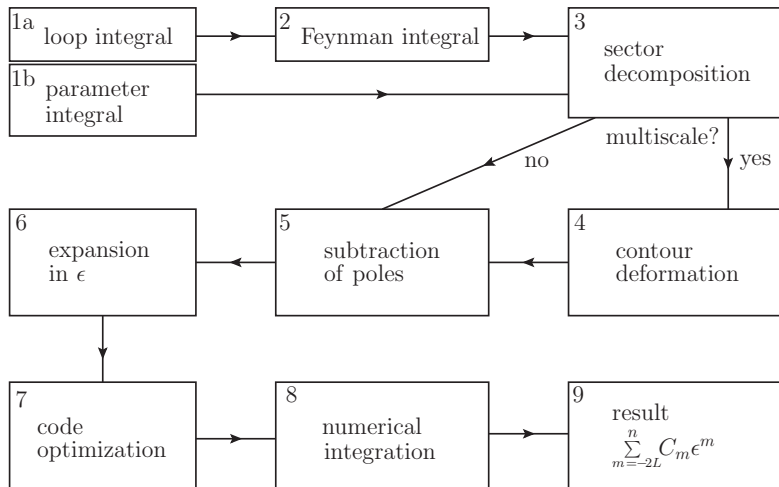 1a
loop integral
2
Feynman integral
3
sector
decomposition
1b
parameter
integral
multiscale?
no
yes
6
expansion
in ϵ
5
subtraction
of poles
4
contour
deformation
7
code
optimization
8
numerical
integration
9
result
n
∑ C_m ϵ^m
m=−2L